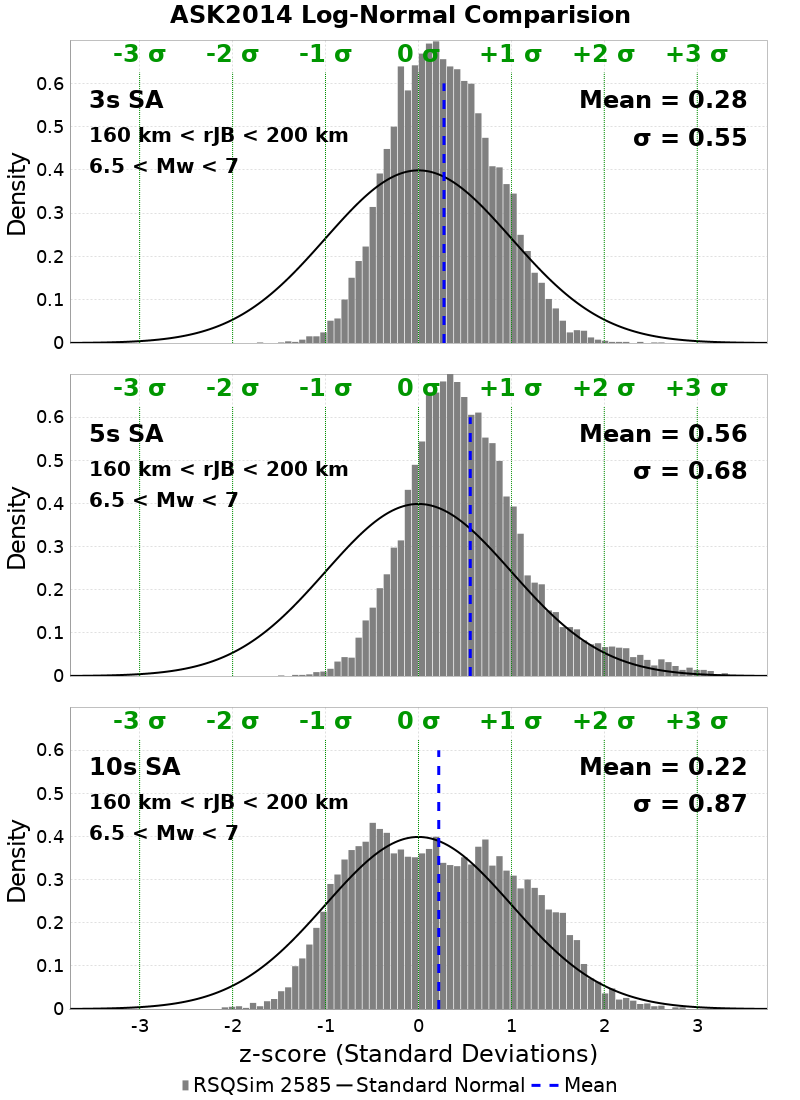 ASK2014 Log-Normal Comparision
-3 σ -2 σ -1 σ 0 σ +1 σ +2 σ +3 σ
3s SA
160 km < rJB < 200 km
6.5 < Mw < 7
Mean = 0.28
σ = 0.55
Density
0.6
0.5
0.4
0.3
0.2
0.1
0
-3 σ -2 σ -1 σ 0 σ +1 σ +2 σ +3 σ
5s SA
160 km < rJB < 200 km
6.5 < Mw < 7
Mean = 0.56
σ = 0.68
Density
0.6
0.5
0.4
0.3
0.2
0.1
0
-3 σ -2 σ -1 σ 0 σ +1 σ +2 σ +3 σ
10s SA
160 km < rJB < 200 km
6.5 < Mw < 7
Mean = 0.22
σ = 0.87
Density
0.6
0.5
0.4
0.3
0.2
0.1
0
-3 -2 -1 0 1 2 3
z-score (Standard Deviations)
RSQSim 2585 Standard Normal Mean